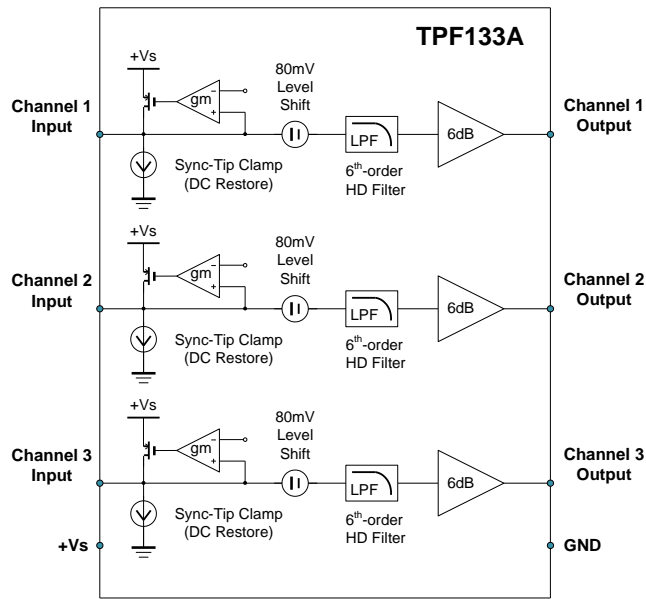 TPF133A
+Vs
gm
−
+
80mV
Level
Shift
Channel 1
Input
Sync-Tip Clamp
(DC Restore)
LPF
6th-order
HD Filter
6dB
Channel 1
Output
+Vs
gm
−
+
80mV
Level
Shift
Channel 2
Input
Sync-Tip Clamp
(DC Restore)
LPF
6th-order
HD Filter
6dB
Channel 2
Output
+Vs
gm
−
+
80mV
Level
Shift
Channel 3
Input
Sync-Tip Clamp
(DC Restore)
LPF
6th-order
HD Filter
6dB
Channel 3
Output
+Vs
GND